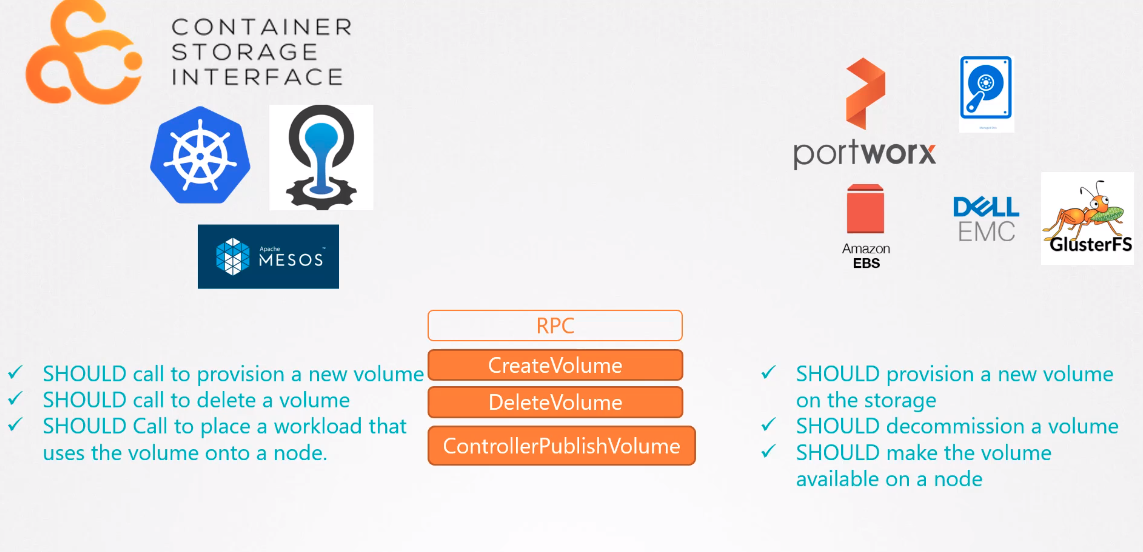 CONTAINER
STORAGE
INTERFACE
Apache
MESOS
portworx
Amazon
EBS
DELL
EMC
GlusterFS
RPC
CreateVolume
DeleteVolume
ControllerPublishVolume
✓ SHOULD call to provision a new volume
✓ SHOULD call to delete a volume
✓ SHOULD Call to place a workload that
uses the volume onto a node.
✓ SHOULD provision a new volume
on the storage
✓ SHOULD decommission a volume
✓ SHOULD make the volume
available on a node